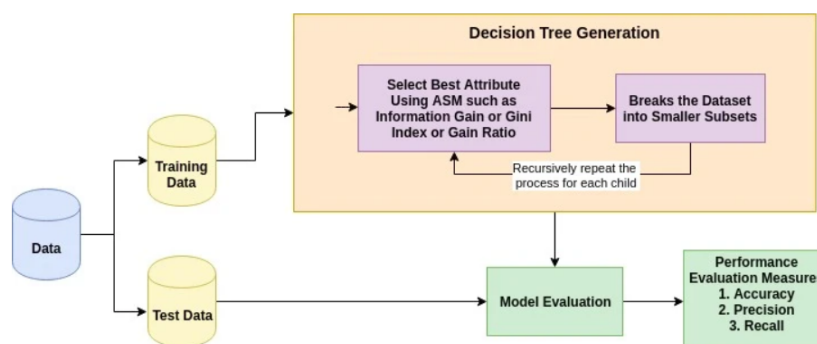 Decision Tree Generation
Select Best Attribute
Using ASM such as
Information Gain or Gini
Index or Gain Ratio
Breaks the Dataset
into Smaller Subsets
Recursively repeat the
process for each child
Training
Data
Data
Test Data
Model Evaluation
Performance
Evaluation Measure
1. Accuracy
2. Precision
3. Recall